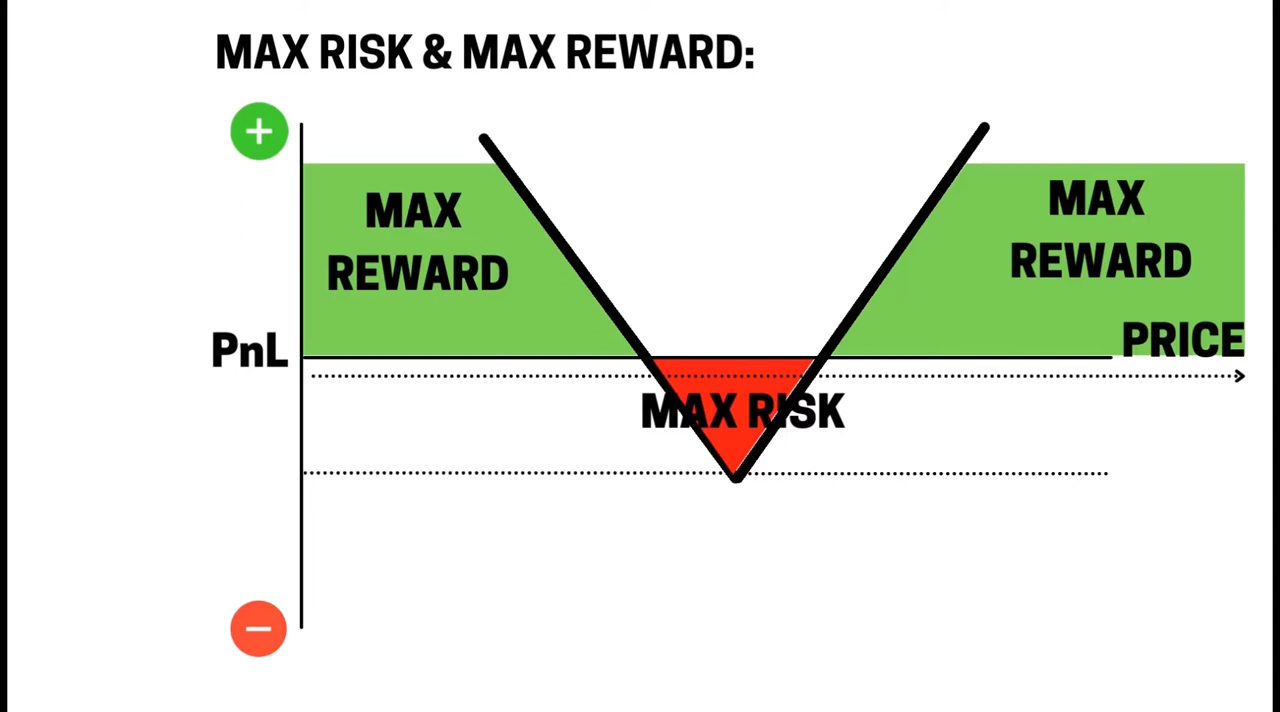 MAX RISK & MAX REWARD:
+
MAX
REWARD
MAX
REWARD
PnL
PRICE
MAX RISK
−